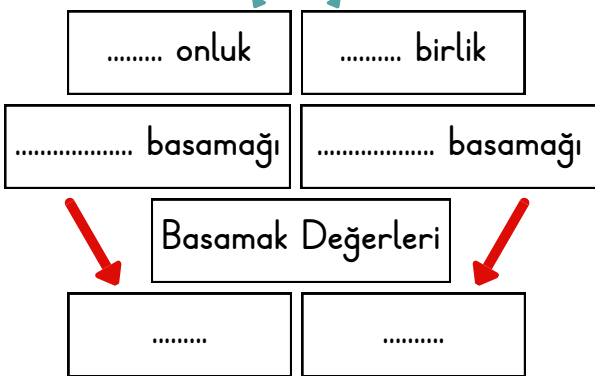 ......... onluk
.......... birlik
................... basamağı
................... basamağı
Basamak Değerleri
.........
..........